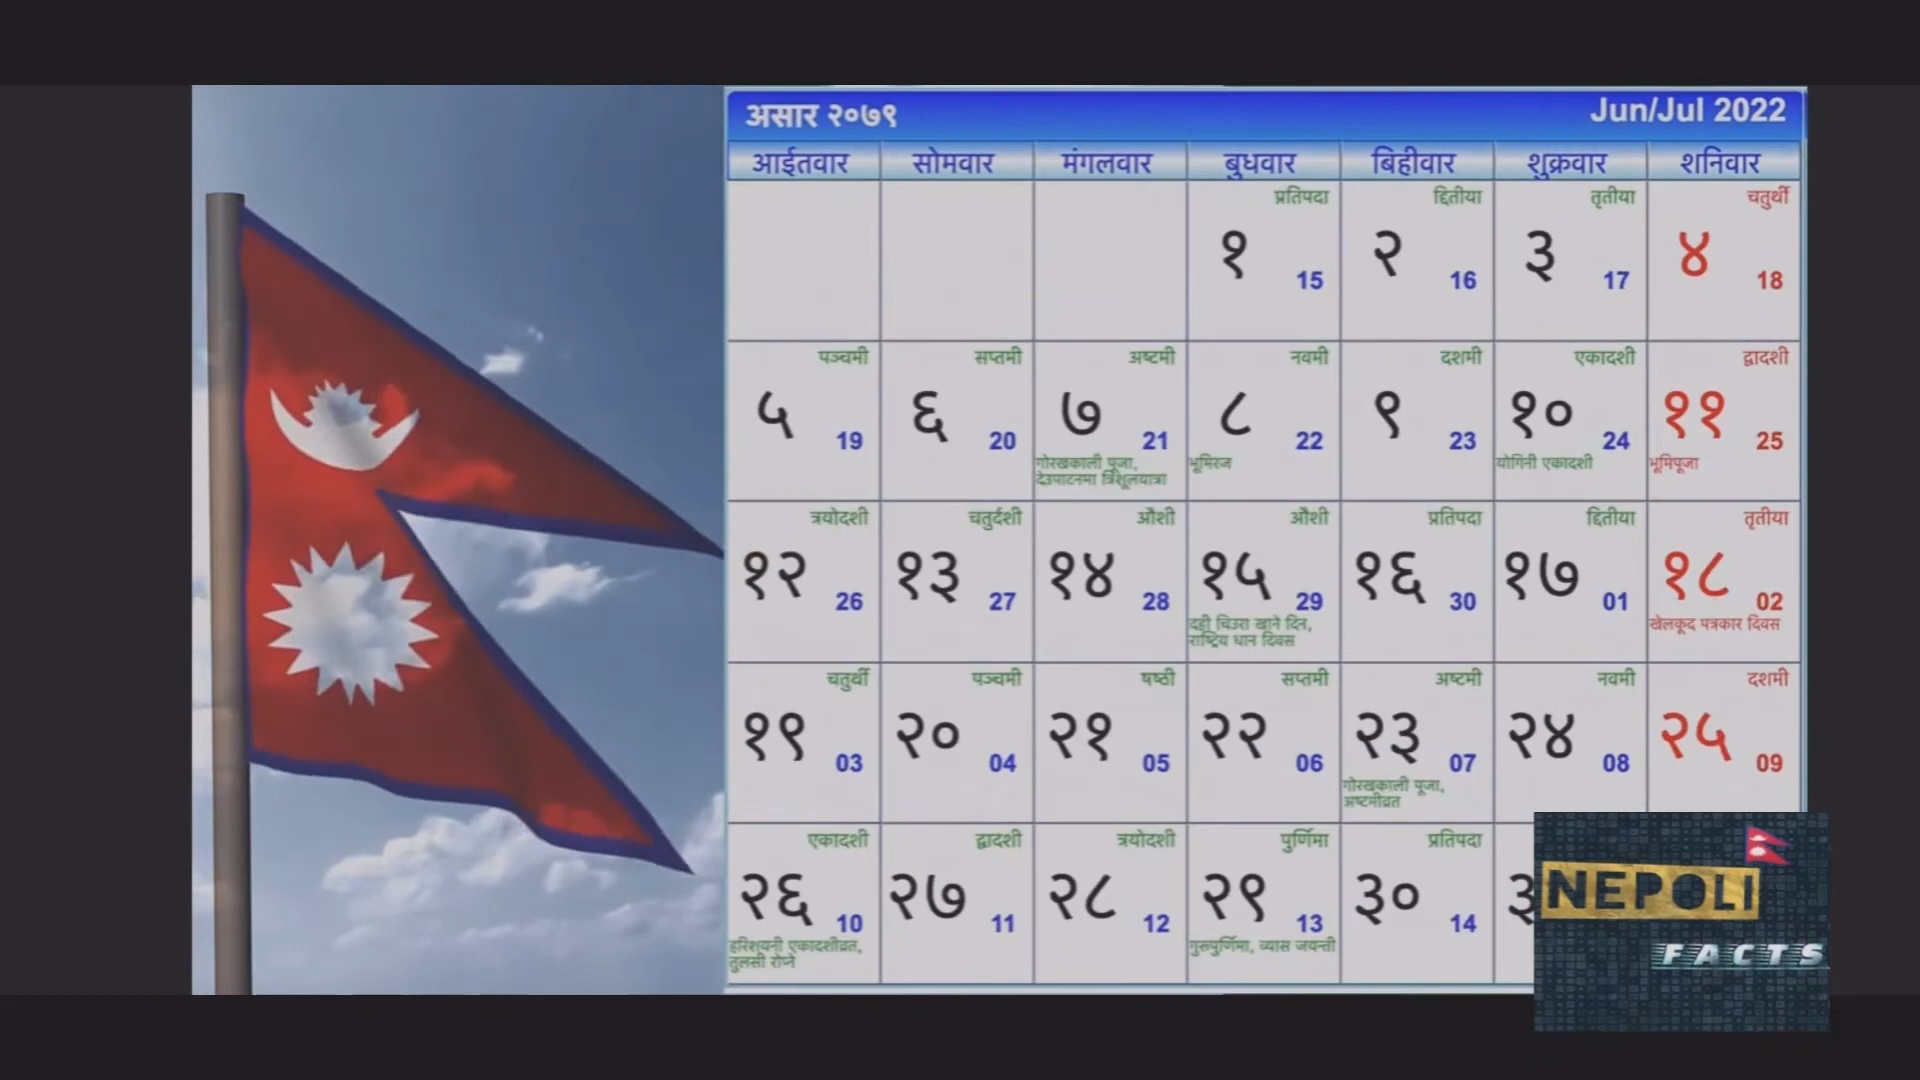 असार २०७९ Jun/Jul 2022
आईतवार सोमवार मंगलवार बुधवार बिहीवार शुक्रवार शनिवार
प्रतिपदा द्दितीया तृतीया चतुर्थी
१ २ ३ ४
15 16 17 18
पञ्चमी सप्तमी अष्टमी नवमी दशमी एकादशी द्वादशी
५ ६ ७ ८ ९ १० ११
19 20 21 22 23 24 25
गोरखकाली पूजा, भूमिरज योगिनी एकादशी भूमिपूजा
देउपाटनमा त्रिशूलयात्रा
त्रयोदशी चतुर्दशी औशी औशी प्रतिपदा द्दितीया तृतीया
१२ १३ १४ १५ १६ १७ १८
26 27 28 29 30 01 02
दही चिउरा खाने दिन, खेलकूद पत्रकार दिवस
राष्ट्रिय धान दिवस
चतुर्थी पञ्चमी षष्ठी सप्तमी अष्टमी नवमी दशमी
१९ २० २१ २२ २३ २४ २५
03 04 05 06 07 08 09
गोरखकाली पूजा,
अष्टमीव्रत
एकादशी द्वादशी त्रयोदशी पुर्णिमा प्रतिपदा
२६ २७ २८ २९ ३०
10 11 12 13 14
हरिशयनी एकादशीव्रत, गुरुपुर्णिमा, व्यास जयन्ती
तुलसी रोप्ने
NEPOLI
FACTS